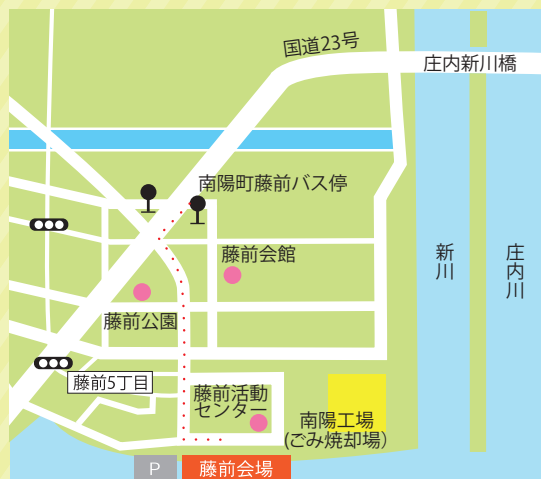 国道23号
庄内新川橋
南陽町藤前バス停
藤前会館
新川
庄内川
藤前公園
藤前5丁目
藤前活動
センター
南陽工場
(ごみ焼却場)
P
藤前会場